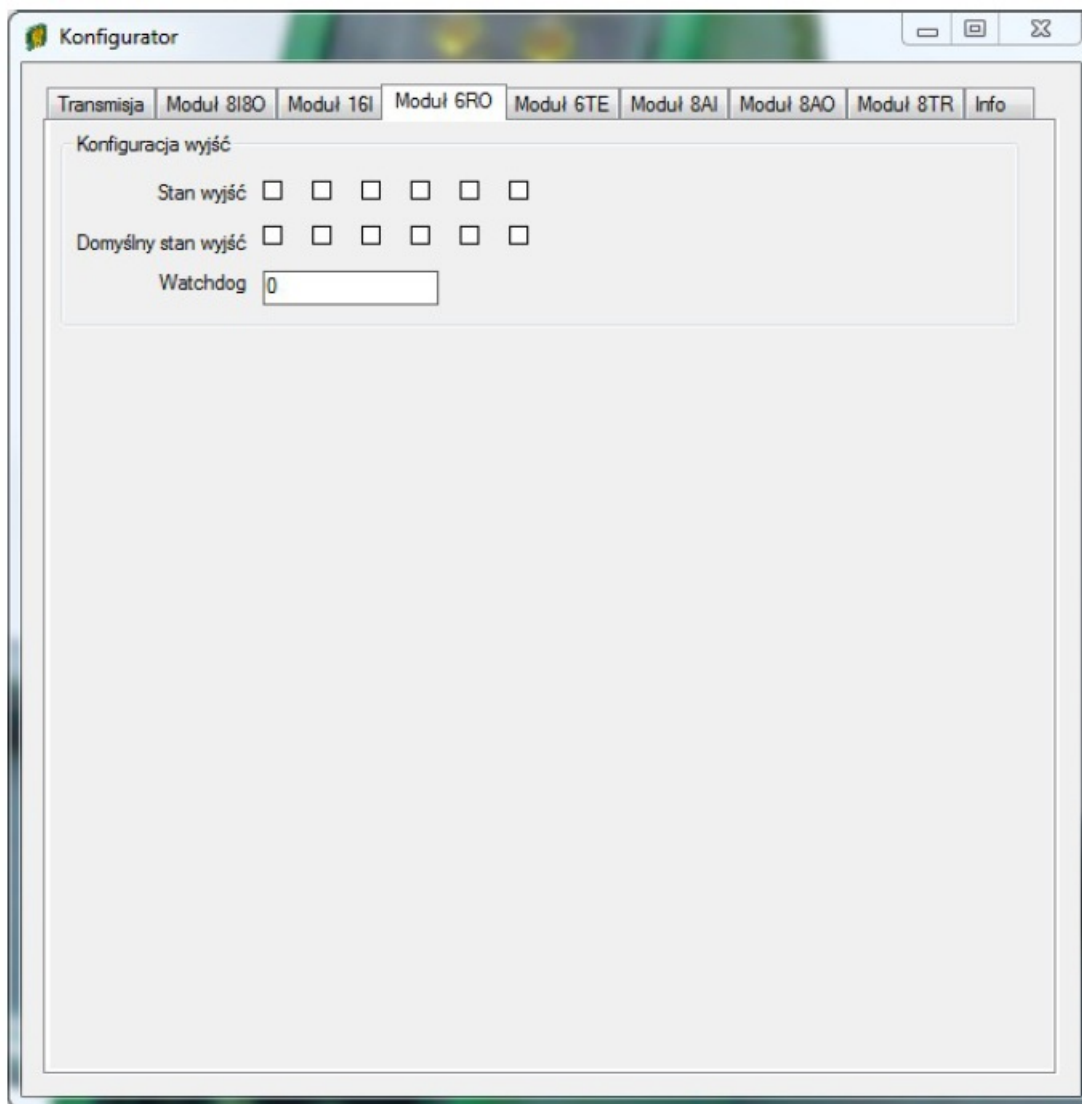 Konfigurator
Transmisja Moduł 8I8O Moduł 16I Moduł 6RO Moduł 6TE Moduł 8AI Moduł 8AO Moduł 8TR Info
Konfiguracja wyjść
Stan wyjść
Domyślny stan wyjść
Watchdog 0